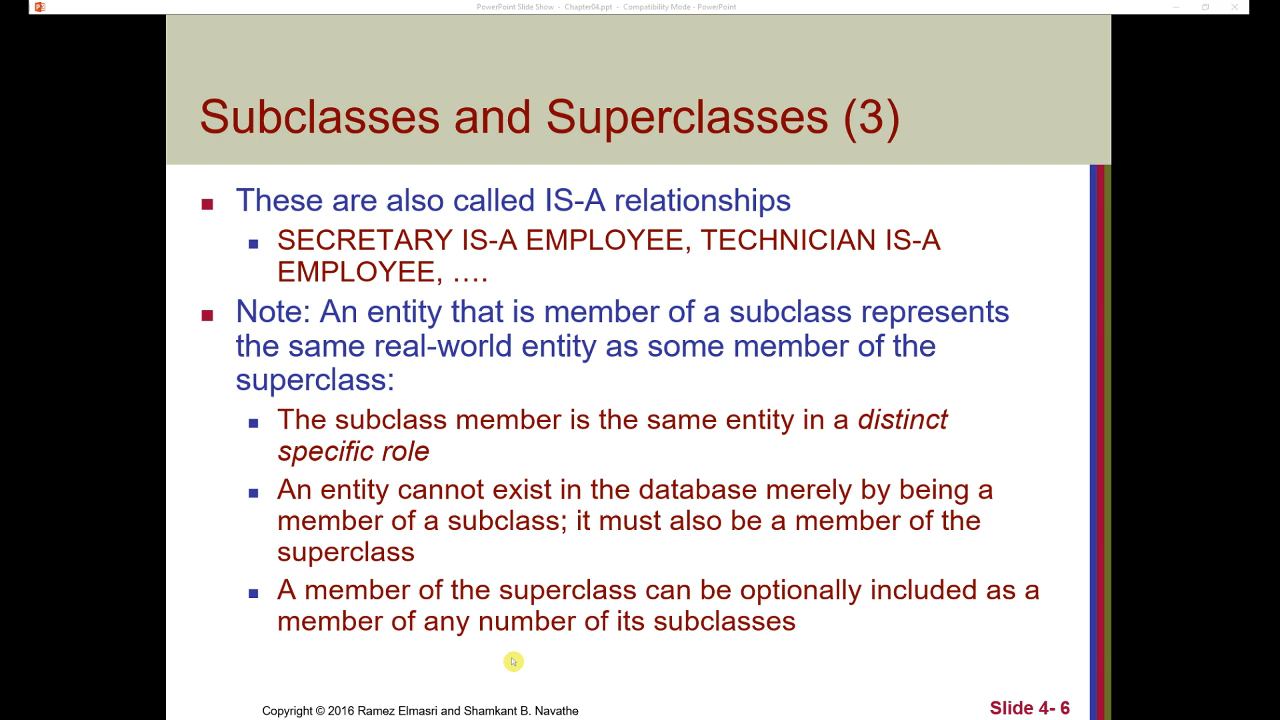 PowerPoint Slide Show - Chapter04.ppt - Compatibility Mode - PowerPoint
Subclasses and Superclasses (3)
These are also called IS-A relationships
SECRETARY IS-A EMPLOYEE, TECHNICIAN IS-A
EMPLOYEE, ….
Note: An entity that is member of a subclass represents
the same real-world entity as some member of the
superclass:
The subclass member is the same entity in a distinct
specific role
An entity cannot exist in the database merely by being a
member of a subclass; it must also be a member of the
superclass
A member of the superclass can be optionally included as a
member of any number of its subclasses
Copyright © 2016 Ramez Elmasri and Shamkant B. Navathe
Slide 4- 6